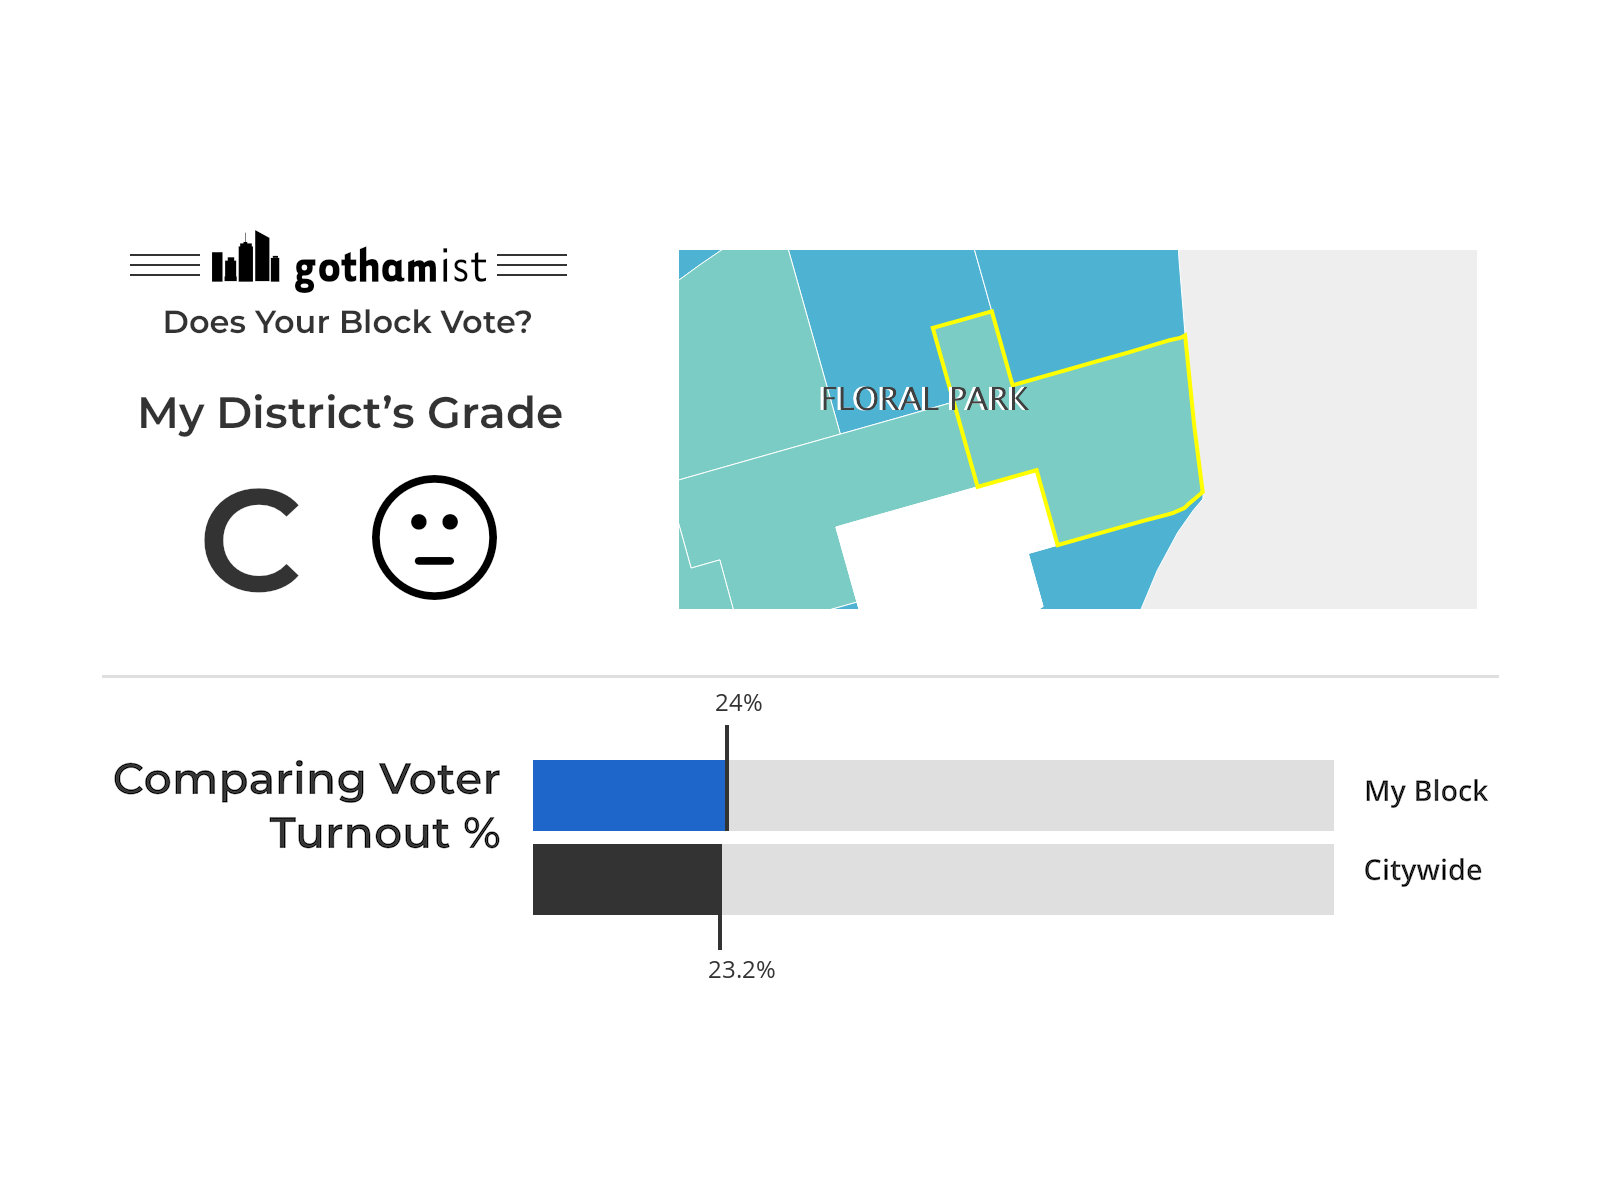 gothamist
Does Your Block Vote?
My District’s Grade
C
FLORAL PARK
24%
Comparing Voter
Turnout %
My Block
Citywide
23.2%